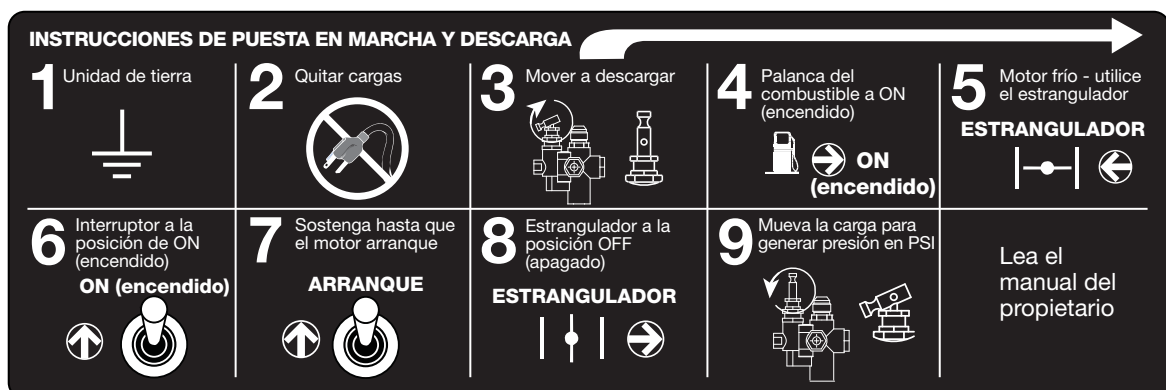 INSTRUCCIONES DE PUESTA EN MARCHA Y DESCARGA
1 Unidad de tierra
2 Quitar cargas
3 Mover a descargar
4 Palanca del
combustible a ON
(encendido)
ON
(encendido)
5 Motor frío - utilice
el estrangulador
ESTRANGULADOR
6 Interruptor a la
posición de ON
(encendido)
ON (encendido)
7 Sostenga hasta que
el motor arranque
ARRANQUE
8 Estrangulador a la
posición OFF
(apagado)
ESTRANGULADOR
9 Mueva la carga para
generar presión en PSI
Lea el
manual del
propietario